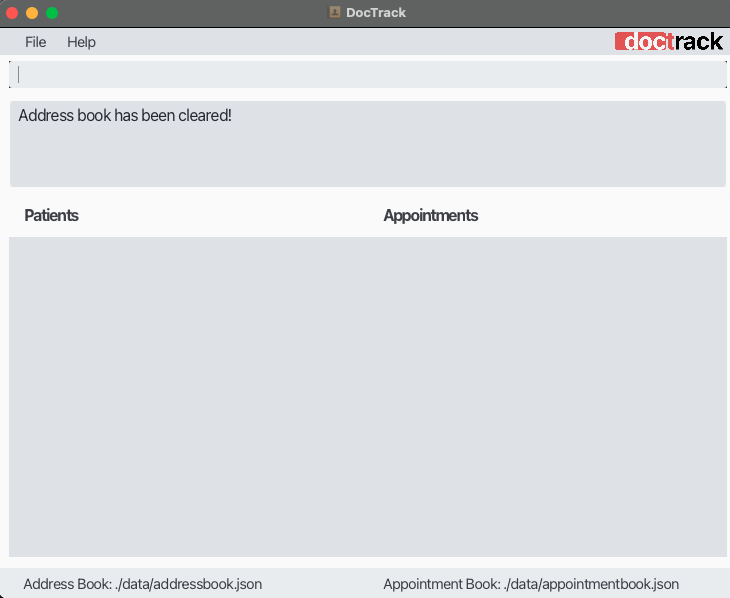 DocTrack
File Help doctrack
Address book has been cleared!
Patients Appointments
Address Book: ./data/addressbook.json Appointment Book: ./data/appointmentbook.json